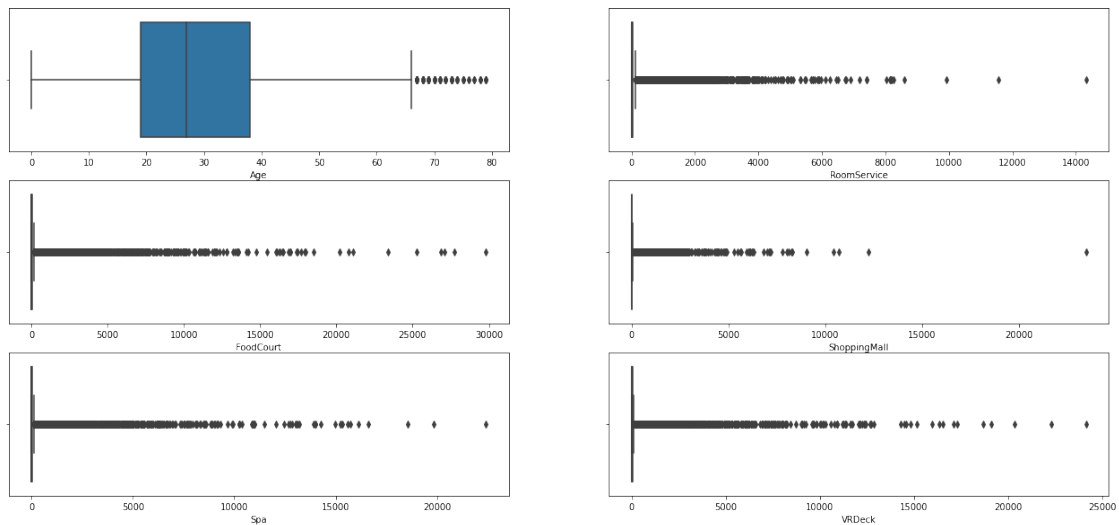 0 10 20 30 40 50 60 70 80
Age
0 2000 4000 6000 8000 10000 12000 14000
RoomService
0 5000 10000 15000 20000 25000 30000
FoodCourt
0 5000 10000 15000 20000
ShoppingMall
0 5000 10000 15000 20000
Spa
0 5000 10000 15000 20000 25000
VRDeck